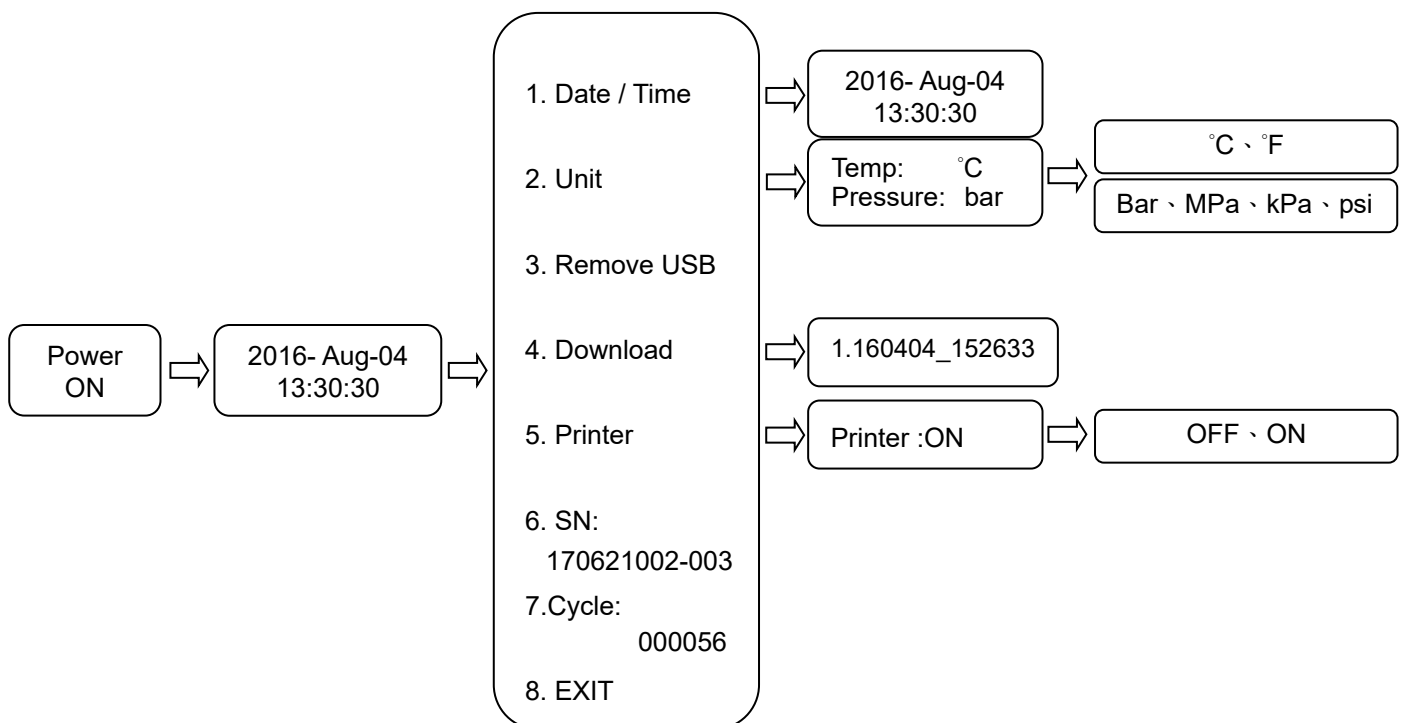 Power
ON
2016- Aug-04
13:30:30
1. Date / Time
2016- Aug-04
13:30:30
2. Unit
Temp: °C
Pressure: bar
°C、°F
Bar、MPa、kPa、psi
3. Remove USB
4. Download
1.160404_152633
5. Printer
Printer :ON
OFF、ON
6. SN:
170621002-003
7.Cycle:
000056
8. EXIT